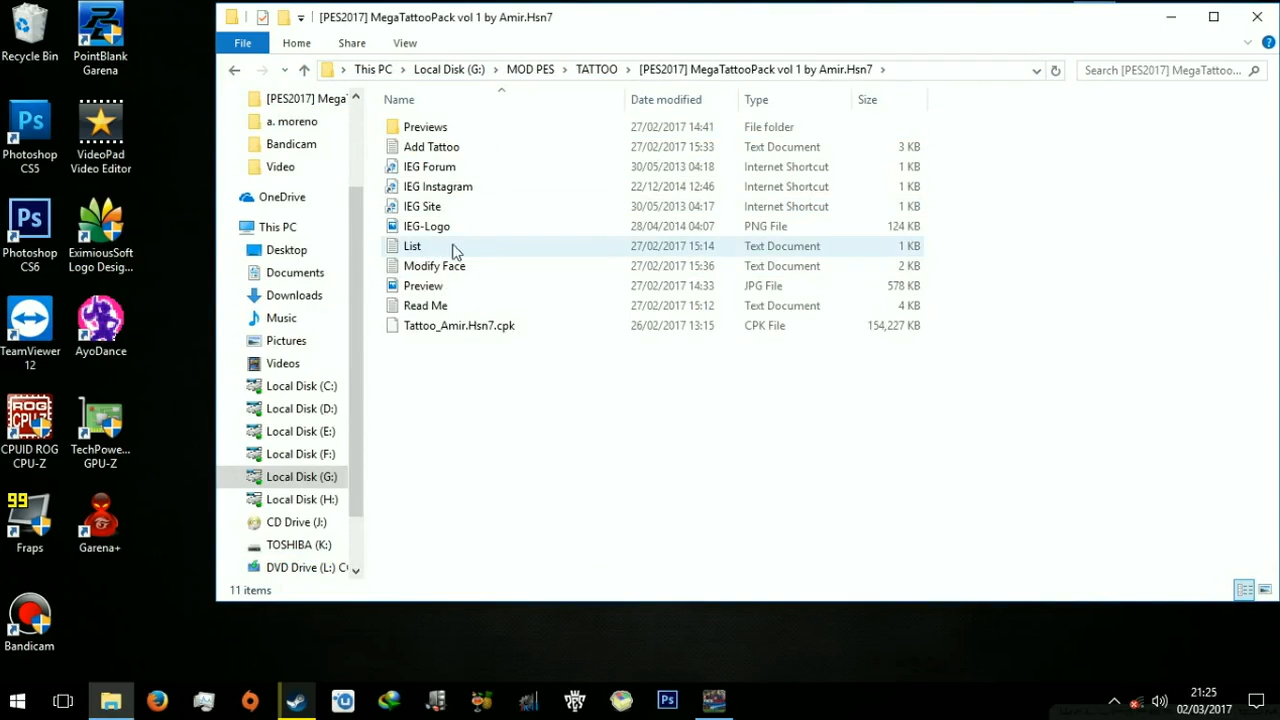 [PES2017] MegaTattooPack vol 1 by Amir.Hsn7
File Home Share View
This PC > Local Disk (G:) > MOD PES > TATTOO > [PES2017] MegaTattooPack vol 1 by Amir.Hsn7 >
Search [PES2017] MegaTattoo...
Name Date modified Type Size
Previews 27/02/2017 14:41 File folder
Add Tattoo 27/02/2017 15:33 Text Document 3 KB
IEG Forum 30/05/2013 04:18 Internet Shortcut 1 KB
IEG Instagram 22/12/2014 12:46 Internet Shortcut 1 KB
IEG Site 30/05/2013 04:17 Internet Shortcut 1 KB
IEG-Logo 28/04/2014 04:07 PNG File 124 KB
List 27/02/2017 15:14 Text Document 1 KB
Modify Face 27/02/2017 15:36 Text Document 2 KB
Preview 27/02/2017 14:33 JPG File 578 KB
Read Me 27/02/2017 15:12 Text Document 4 KB
Tattoo_Amir.Hsn7.cpk 26/02/2017 13:15 CPK File 154,227 KB
[PES2017] Mega
a. moreno
Bandicam
Video
OneDrive
This PC
Desktop
Documents
Downloads
Music
Pictures
Videos
Local Disk (C:)
Local Disk (D:)
Local Disk (E:)
Local Disk (F:)
Local Disk (G:)
Local Disk (H:)
CD Drive (J:)
TOSHIBA (K:)
DVD Drive (L:)
11 items
Recycle Bin
PointBlank
Garena
Ps
Photoshop
CS5
VideoPad
Video Editor
Ps
Photoshop
CS6
EximiousSoft
Logo Desig...
TeamViewer
12
AyoDance
CPUID ROG
CPU-Z
TechPowe...
GPU-Z
99
Fraps
Garena+
Bandicam
Ps
21:25
02/03/2017